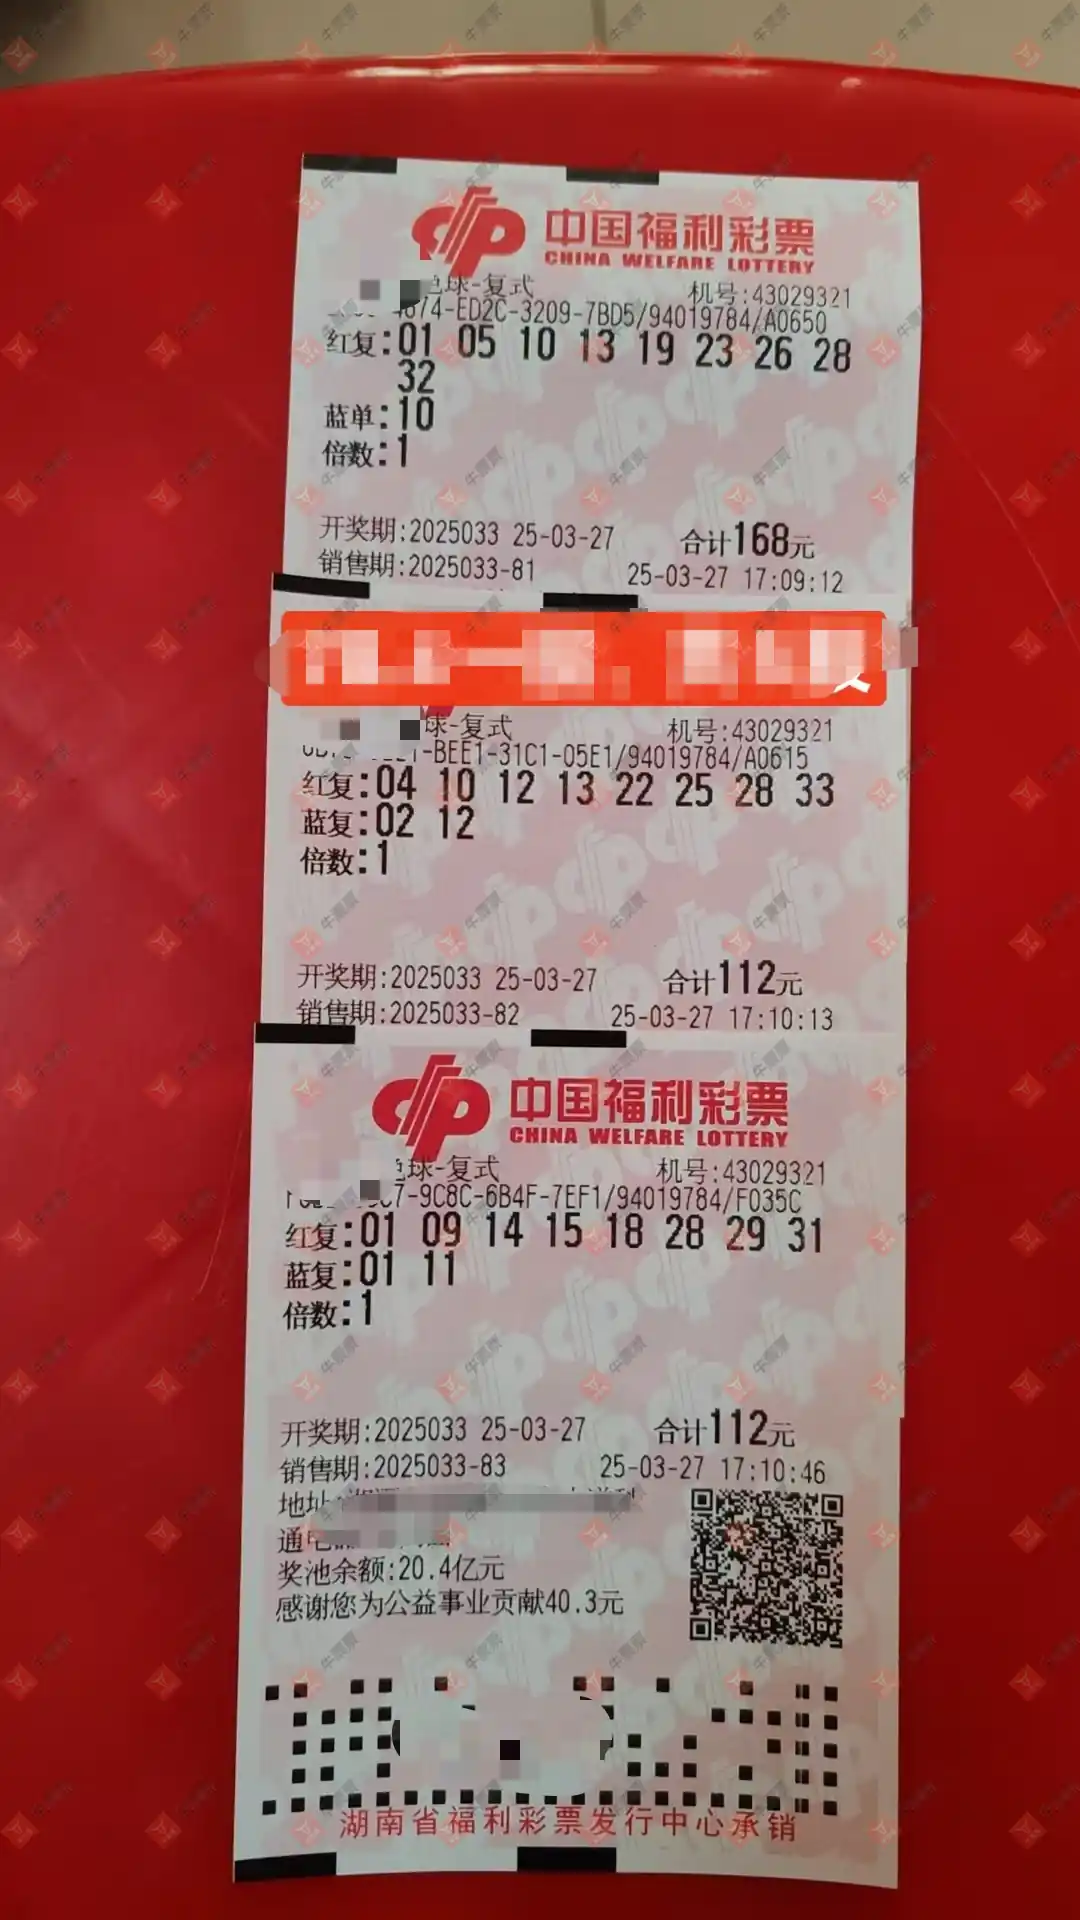 中国福利彩票
CHINA WELFARE LOTTERY
球-复式
机号:43029321
4-ED2C-3209-7BD5/94019784/A0650
红复:01 05 10 13 19 23 26 28
32
蓝单:10
倍数:1
开奖期:2025033 25-03-27 合计168元
销售期:2025033-81 25-03-27 17:09:12
球-复式
机号:43029321
-BEE1-31C1-05E1/94019784/A0615
红复:04 10 12 13 22 25 28 33
蓝复:02 12
倍数:1
开奖期:2025033 25-03-27 合计112元
销售期:2025033-82 25-03-27 17:10:13
中国福利彩票
CHINA WELFARE LOTTERY
球-复式
机号:43029321
7-9C8C-6B4F-7EF1/94019784/F035C
红复:01 09 14 15 18 28 29 31
蓝复:01 11
倍数:1
开奖期:2025033 25-03-27 合计112元
销售期:2025033-83 25-03-27 17:10:46
地址
通
奖池余额:20.4亿元
感谢您为公益事业贡献40.3元
湖南省福利彩票发行中心承销